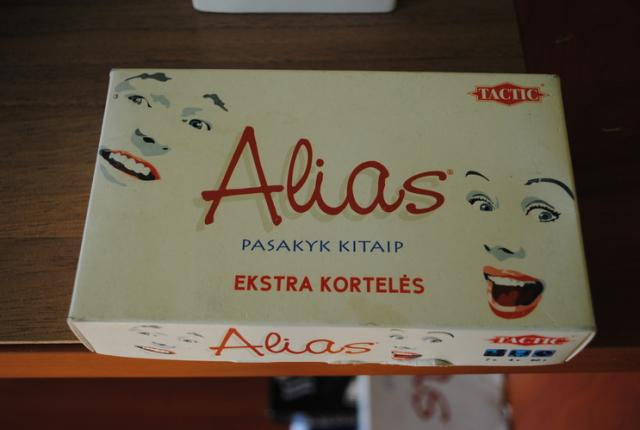 TACTIC
Alias®
PASAKYK KITAIP
EKSTRA KORTELĖS
Alias
TACTIC